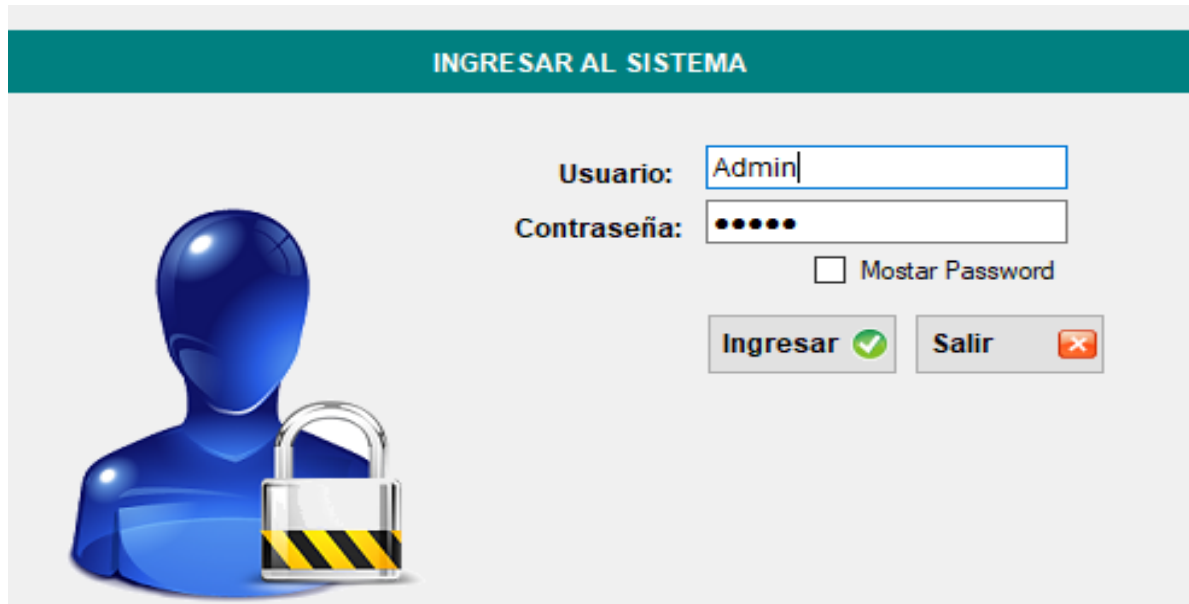 INGRESAR AL SISTEMA
Usuario: Admin
Contraseña: •••••
Mostar Password
Ingresar Salir